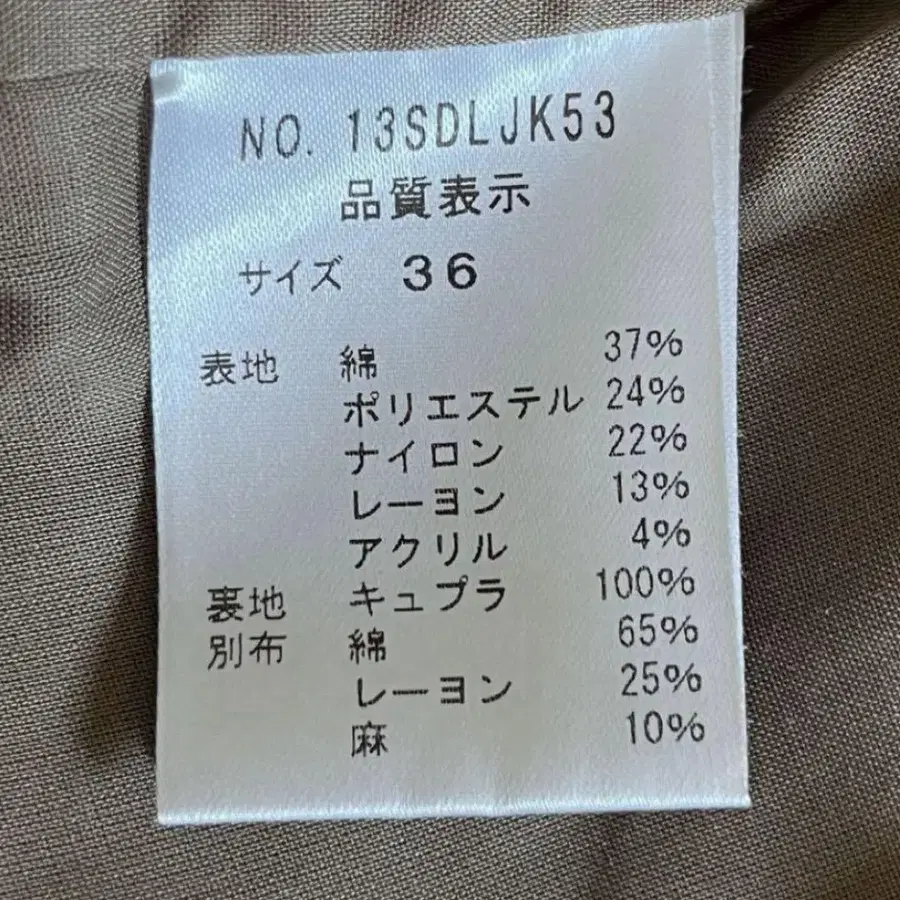 NO. 13SDLJK53
品質表示
サイズ 36
表地 綿 37%
ポリエステル 24%
ナイロン 22%
レーヨン 13%
アクリル 4%
裏地 キュプラ 100%
別布 綿 65%
レーヨン 25%
麻 10%